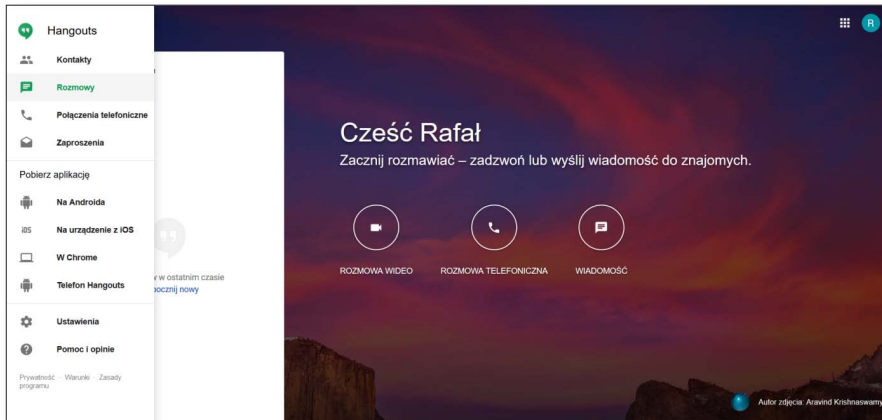 Hangouts
Kontakty
Rozmowy
Połączenia telefoniczne
Zaproszenia
Pobierz aplikację
Na Androida
iOS
Na urządzenie z iOS
W Chrome
Telefon Hangouts
Ustawienia
Pomoc i opinie
Prywatność · Warunki · Zasady
programu
w ostatnim czasie
nowy
R
Cześć Rafał
Zacznij rozmawiać – zadzwoń lub wyślij wiadomość do znajomych.
ROZMOWA WIDEO
ROZMOWA TELEFONICZNA
WIADOMOŚĆ
Autor zdjęcia: Aravind Krishnaswamy